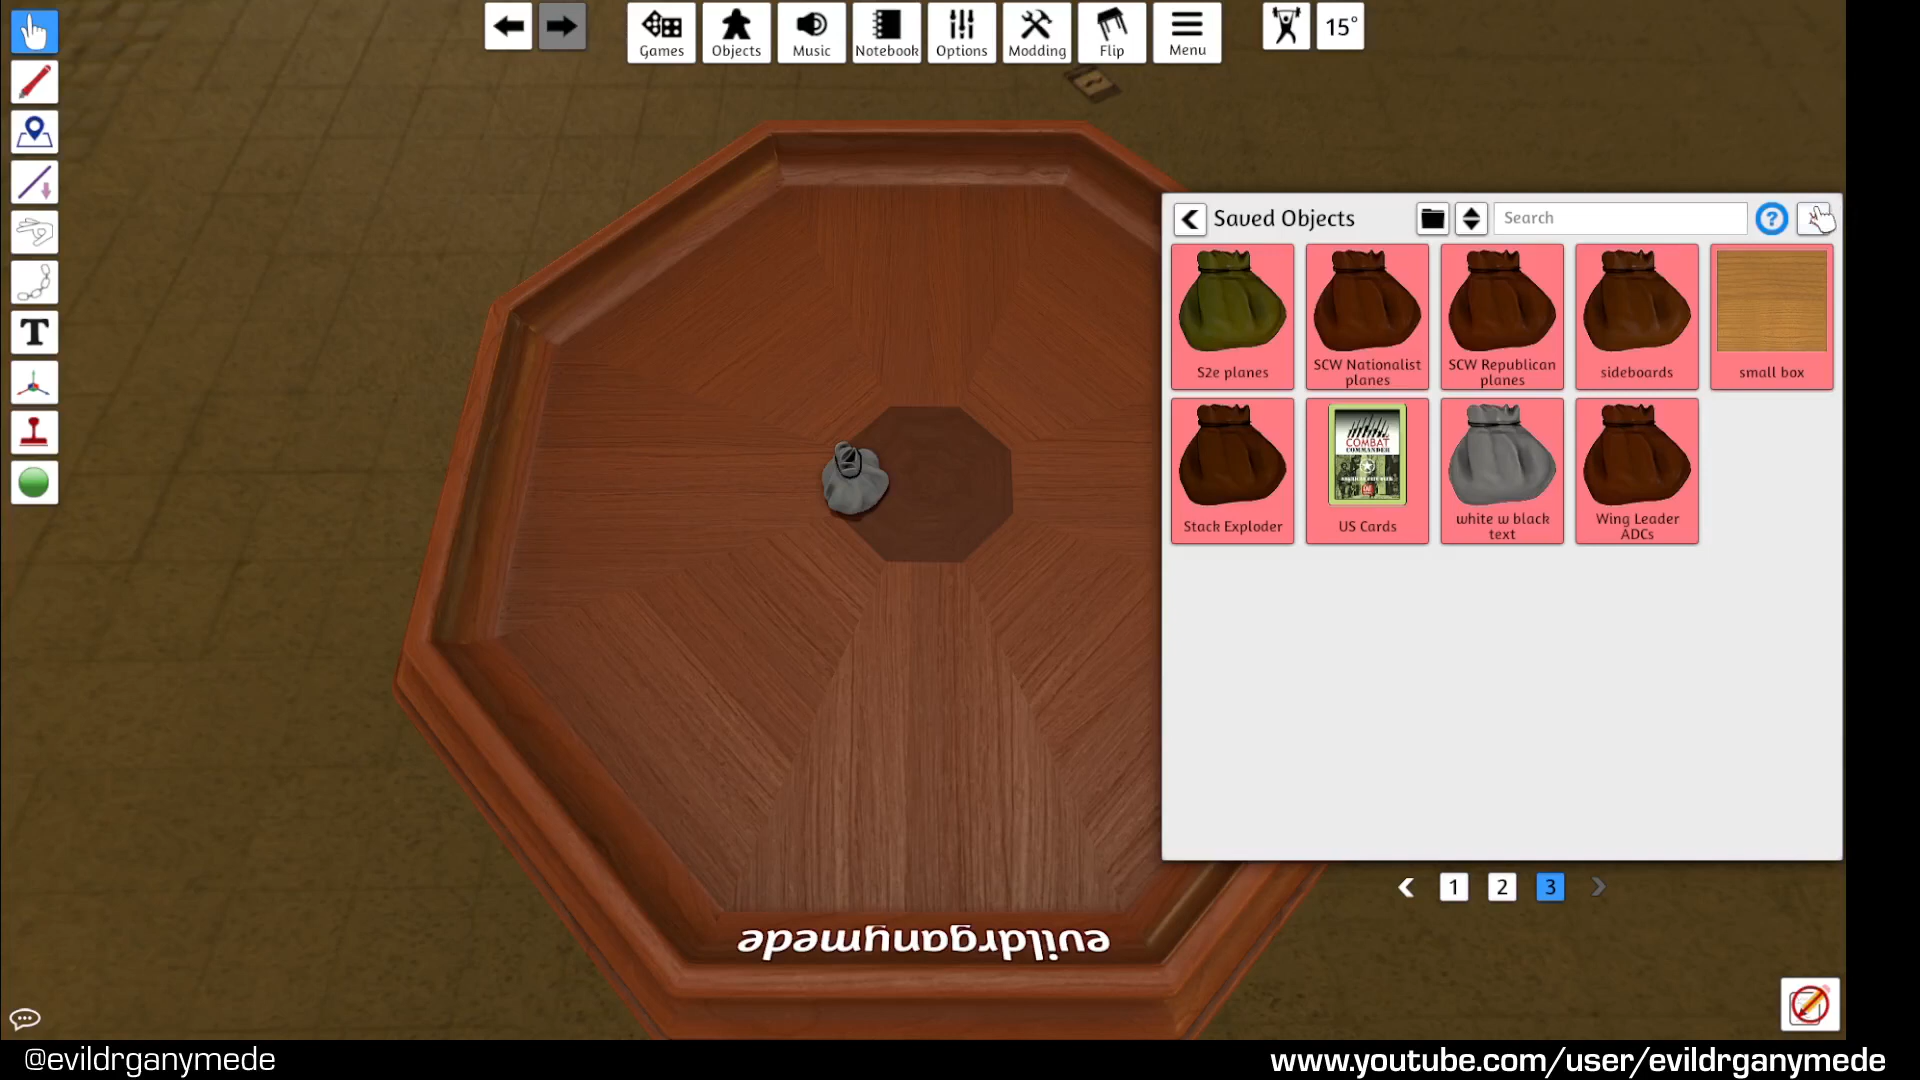 Games
Objects
Music
Notebook
Options
Modding
Flip
Menu
15°
T
Saved Objects
Search
?
S2e planes
SCW Nationalist
planes
SCW Republican
planes
sideboards
small box
Stack Exploder
COMBAT
COMMANDER
US Cards
white w black
text
Wing Leader
ADCs
1
2
3
evildrganymede
@evildrganymede
www.youtube.com/user/evildrganymede